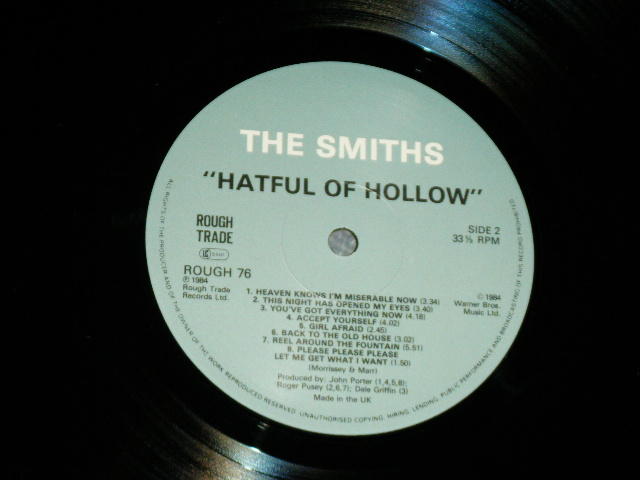 THE SMITHS
"HATFUL OF HOLLOW"
ROUGH
TRADE
SIDE 2
33⅓ RPM
ROUGH 76
℗ 1984
Rough Trade
Records Ltd.
© 1984
Warner Bros.
Music Ltd.
1. HEAVEN KNOWS I'M MISERABLE NOW (3.34)
2. THIS NIGHT HAS OPENED MY EYES (3.40)
3. YOU'VE GOT EVERYTHING NOW (4.18)
4. ACCEPT YOURSELF (4.02)
5. GIRL AFRAID (2.45)
6. BACK TO THE OLD HOUSE (3.02)
7. REEL AROUND THE FOUNTAIN (5.51)
8. PLEASE PLEASE PLEASE
LET ME GET WHAT I WANT (1.50)
(Morrissey & Marr)
Produced by: John Porter (1,4,5,8);
Roger Pusey (2,6,7); Dale Griffin (3)
Made in the UK
ALL RIGHTS OF THE PRODUCER AND OF THE OWNER OF THE WORK REPRODUCED RESERVED. UNAUTHORISED COPYING, HIRING, LENDING, PUBLIC PERFORMANCE AND BROADCASTING OF THIS RECORD PROHIBITED